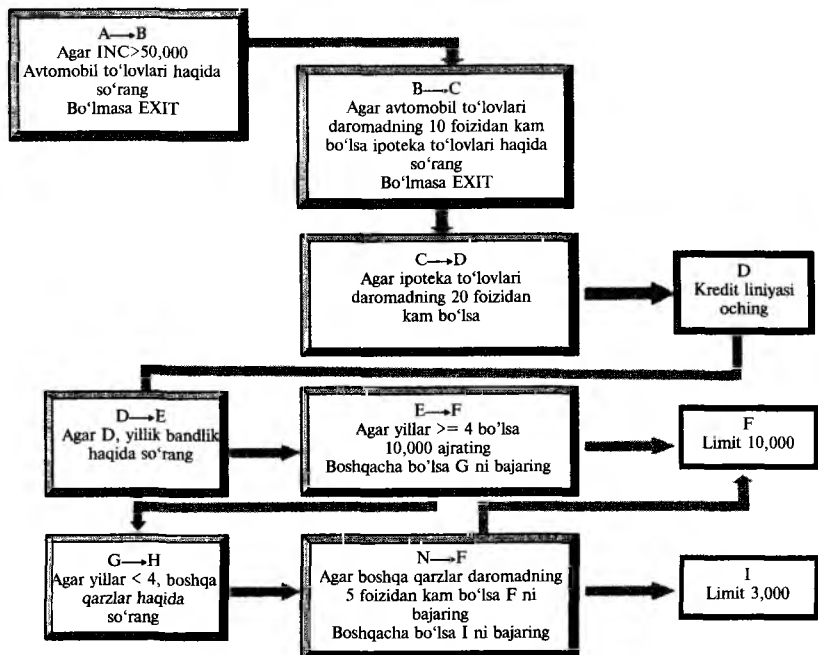 A→B
Agar INC>50,000
Avtomobil to‘lovlari haqida
so‘rang
Bo‘lmasa EXIT
B→C
Agar avtomobil to‘lovlari
daromadning 10 foizidan kam
bo‘lsa ipoteka to‘lovlari haqida
so‘rang
Bo‘lmasa EXIT
C→D
Agar ipoteka to‘lovlari
daromadning 20 foizidan
kam bo‘lsa
D
Kredit liniyasi
oching
D→E
Agar D, yillik bandlik
haqida so‘rang
E→F
Agar yillar >= 4 bo’lsa
10,000 ajrating
Boshqacha bo‘lsa G ni bajaring
F
Limit 10,000
G→H
Agar yillar < 4, boshqa
qarzlar haqida
so‘rang
N→F
Agar boshqa qarzlar daromadning
5 foizidan kam bo‘lsa F ni
bajaring
Boshqacha bo‘lsa I ni bajaring
I
Limit 3,000